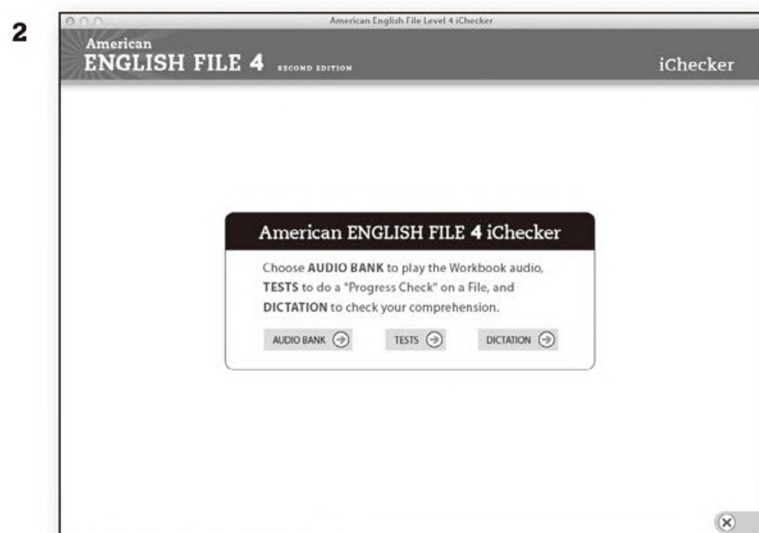 2
American English File Level 4 iChecker
American
ENGLISH FILE 4 SECOND EDITION
iChecker
American ENGLISH FILE 4 iChecker
Choose AUDIO BANK to play the Workbook audio,
TESTS to do a "Progress Check" on a File, and
DICTATION to check your comprehension.
AUDIO BANK
TESTS
DICTATION